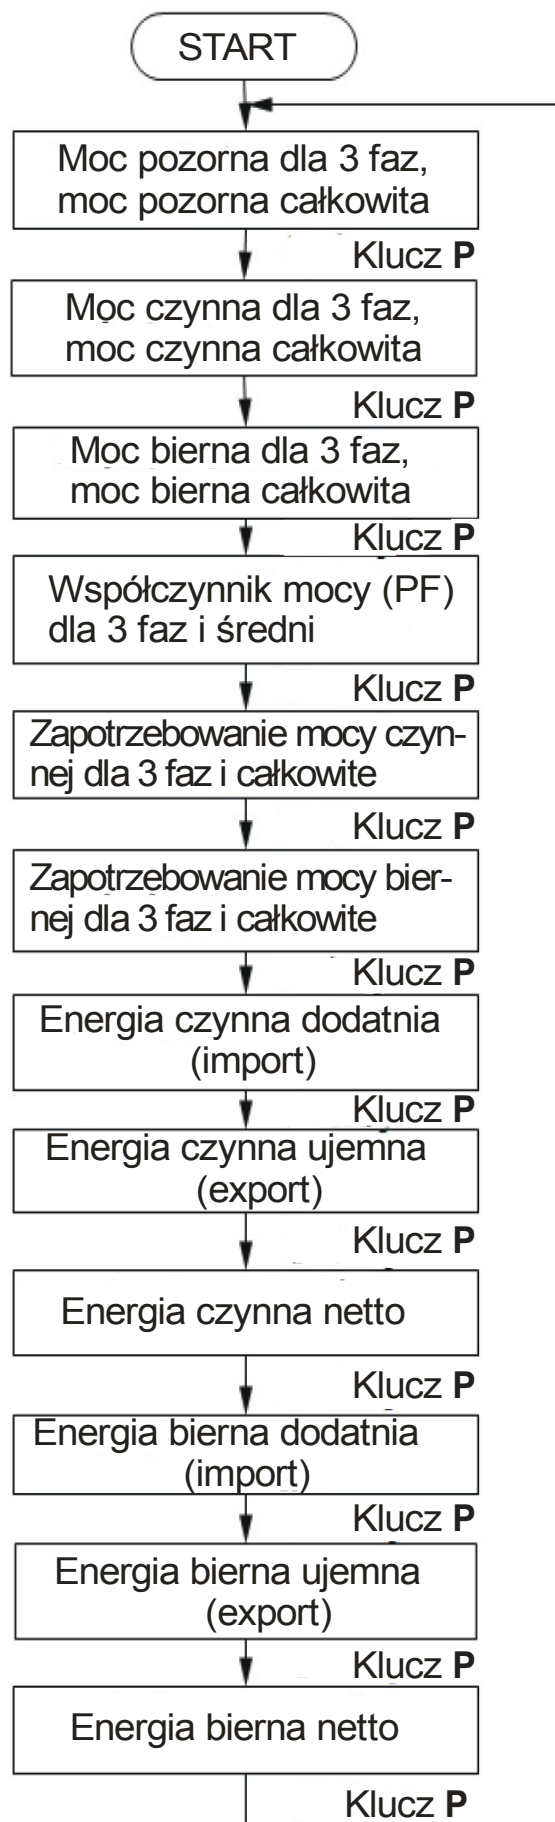 START
Moc pozorna dla 3 faz,
moc pozorna całkowita
Klucz P
Moc czynna dla 3 faz,
moc czynna całkowita
Klucz P
Moc bierna dla 3 faz,
moc bierna całkowita
Klucz P
Współczynnik mocy (PF)
dla 3 faz i średni
Klucz P
Zapotrzebowanie mocy czyn-
nej dla 3 faz i całkowite
Klucz P
Zapotrzebowanie mocy bier-
nej dla 3 faz i całkowite
Klucz P
Energia czynna dodatnia
(import)
Klucz P
Energia czynna ujemna
(export)
Klucz P
Energia czynna netto
Klucz P
Energia bierna dodatnia
(import)
Klucz P
Energia bierna ujemna
(export)
Klucz P
Energia bierna netto
Klucz P